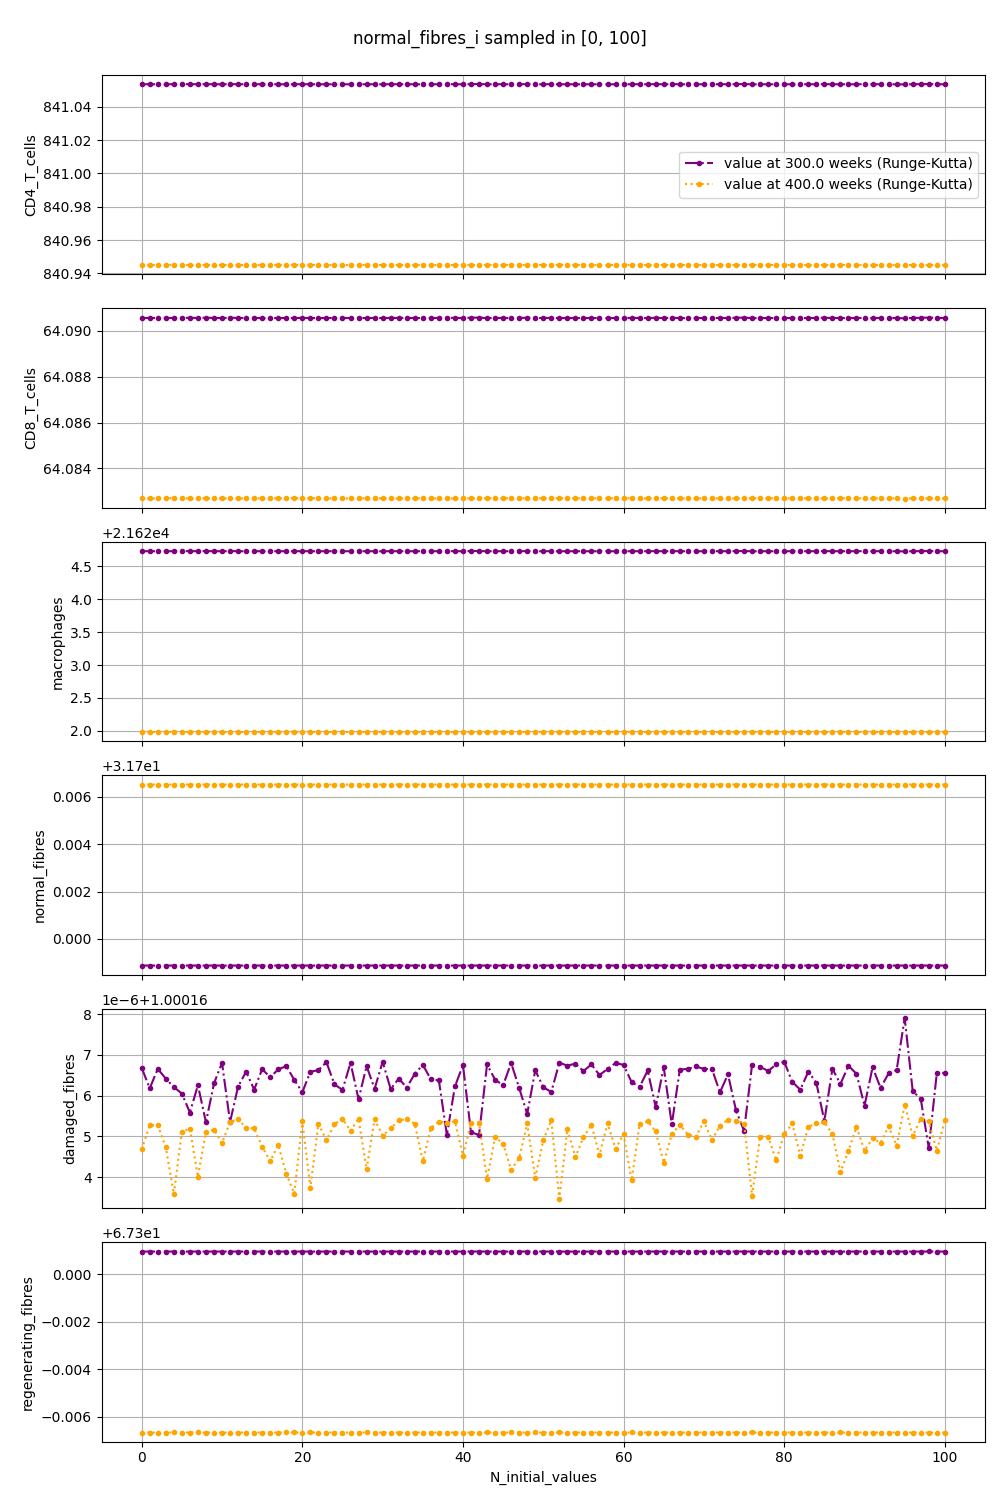 normal_fibres_i sampled in [0, 100]
841.04
841.02
841.00
840.98
840.96
840.94
CD4_T_cells
value at 300.0 weeks (Runge-Kutta)
value at 400.0 weeks (Runge-Kutta)
64.090
64.088
64.086
64.084
CD8_T_cells
+2.162e4
4.5
4.0
3.5
3.0
2.5
2.0
macrophages
+3.17e1
0.006
0.004
0.002
0.000
normal_fibres
1e−6+1.00016
8
7
6
5
4
damaged_fibres
+6.73e1
0.000
−0.002
−0.004
−0.006
regenerating_fibres
0 20 40 60 80 100
N_initial_values